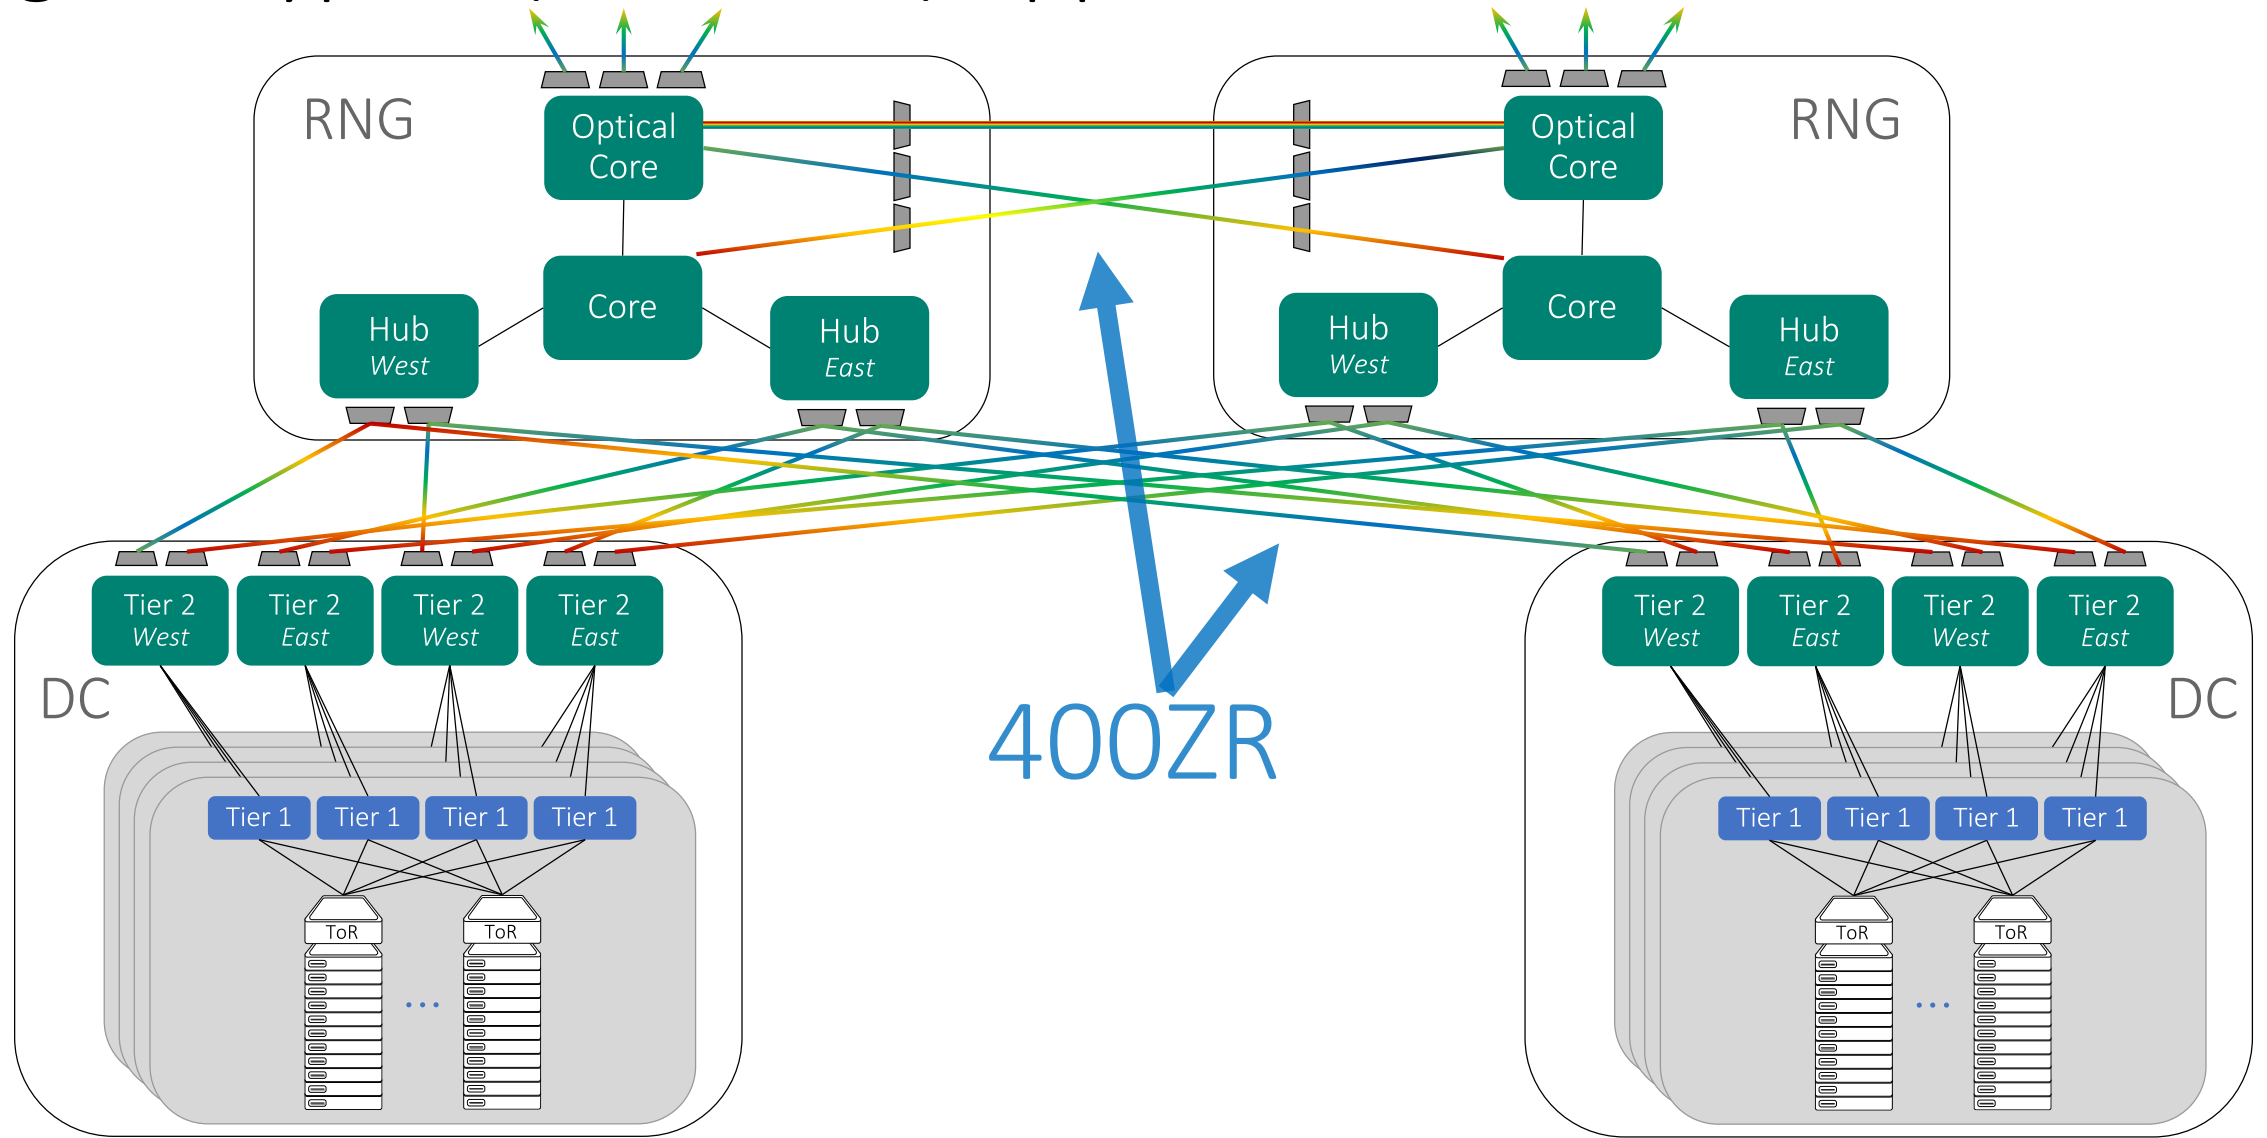 RNG
Optical
Core
Core
Hub
West
Hub
East
RNG
Optical
Core
Core
Hub
West
Hub
East
400ZR
DC
Tier 2
West
Tier 2
East
Tier 2
West
Tier 2
East
Tier 1
Tier 1
Tier 1
Tier 1
ToR
...
ToR
DC
Tier 2
West
Tier 2
East
Tier 2
West
Tier 2
East
Tier 1
Tier 1
Tier 1
Tier 1
ToR
...
ToR